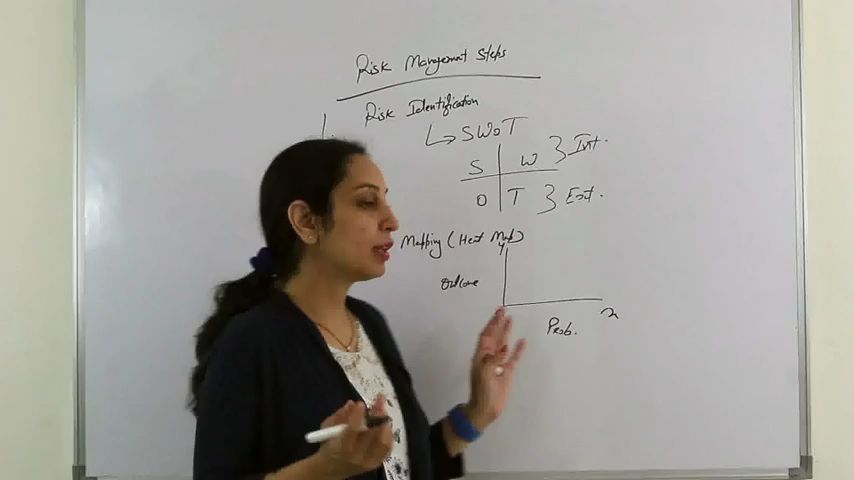 Risk Management Steps
Risk Identification
SWOT
S W Int.
O T Ext.
Mapping (Heat Map)
y
Outcome
Prob.
x